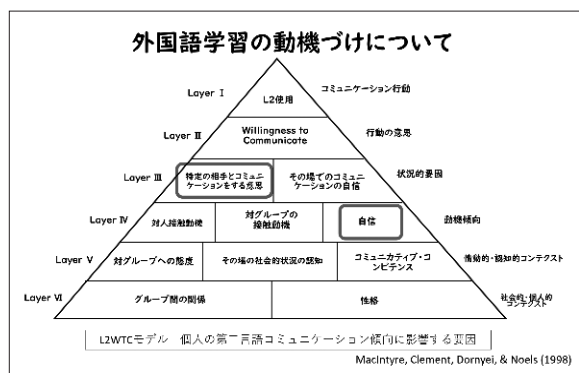 外国語学習の動機づけについて
Layer Ⅰ
L2使用
コミュニケーション行動
Layer Ⅱ
Willingness to
Communicate
行動の意思
Layer Ⅲ
特定の相手とコミュニ
ケーションをする意思
その場でのコミュニ
ケーションの自信
状況的要因
Layer Ⅳ
対人接触動機
対グループの
接触動機
自信
動機傾向
Layer Ⅴ
対グループへの態度
その場の社会的状況の認知
コミュニカティブ・コ
ンピテンス
情動的・認知的コンテクスト
Layer Ⅵ
グループ間の関係
性格
社会的・個人的
コンテクスト
L2WTCモデル 個人の第二言語コミュニケーション傾向に影響する要因
MacIntyre, Clement, Dornyei, & Noels (1998)